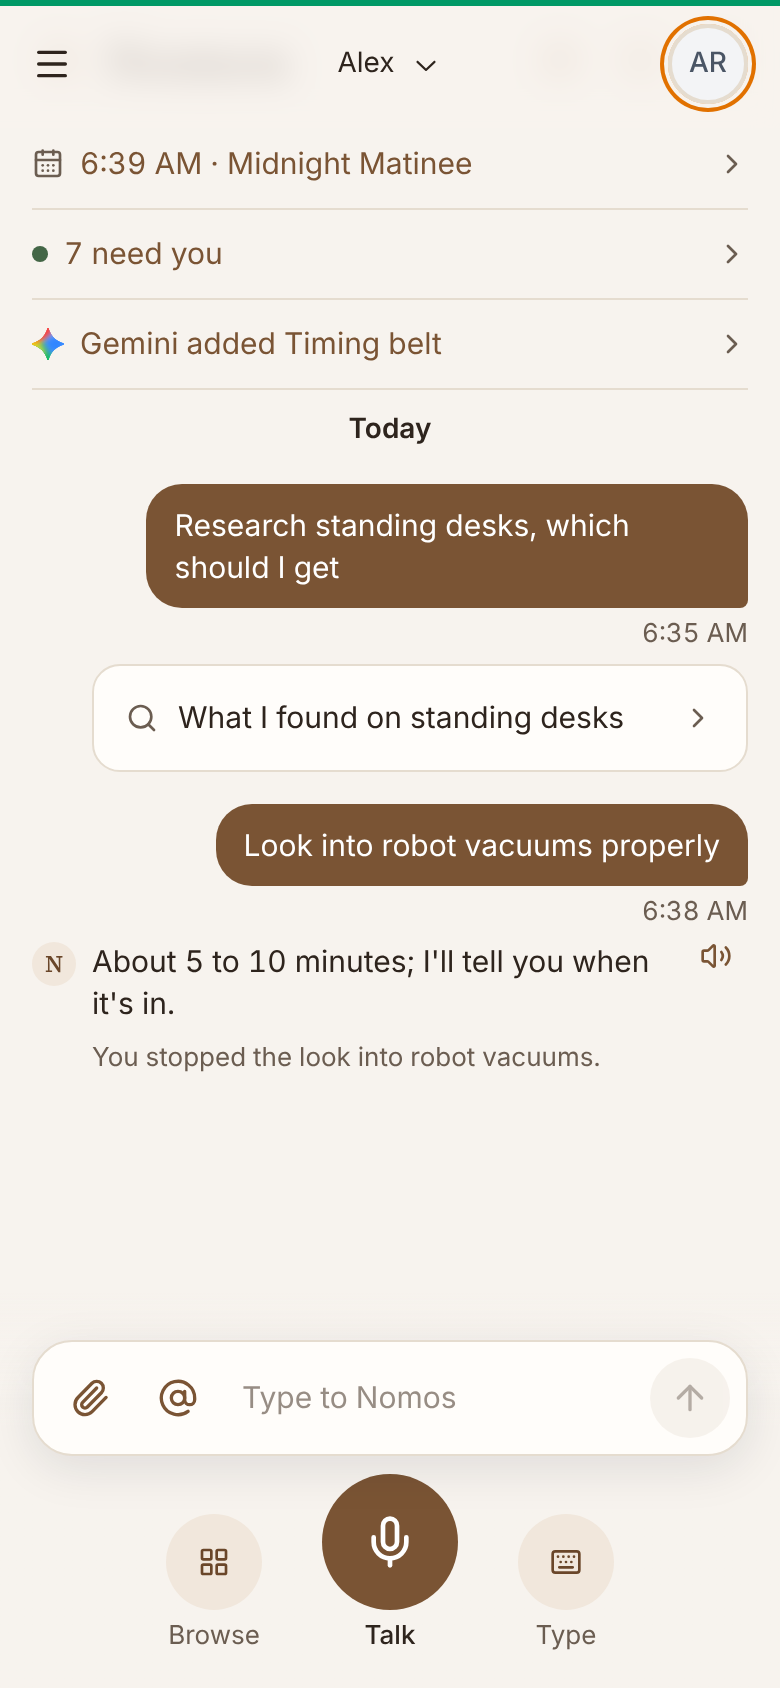 Alex
AR
6:39 AM · Midnight Matinee
7 need you
Gemini added Timing belt
Today
Research standing desks, which
should I get
6:35 AM
What I found on standing desks
Look into robot vacuums properly
6:38 AM
N
About 5 to 10 minutes; I'll tell you when
it's in.
You stopped the look into robot vacuums.
Type to Nomos
Browse
Talk
Type